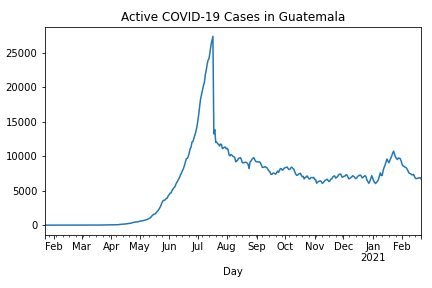 Active COVID-19 Cases in Guatemala
25000
20000
15000
10000
5000
0
Feb Mar Apr May Jun Jul Aug Sep Oct Nov Dec Jan Feb
2021
Day